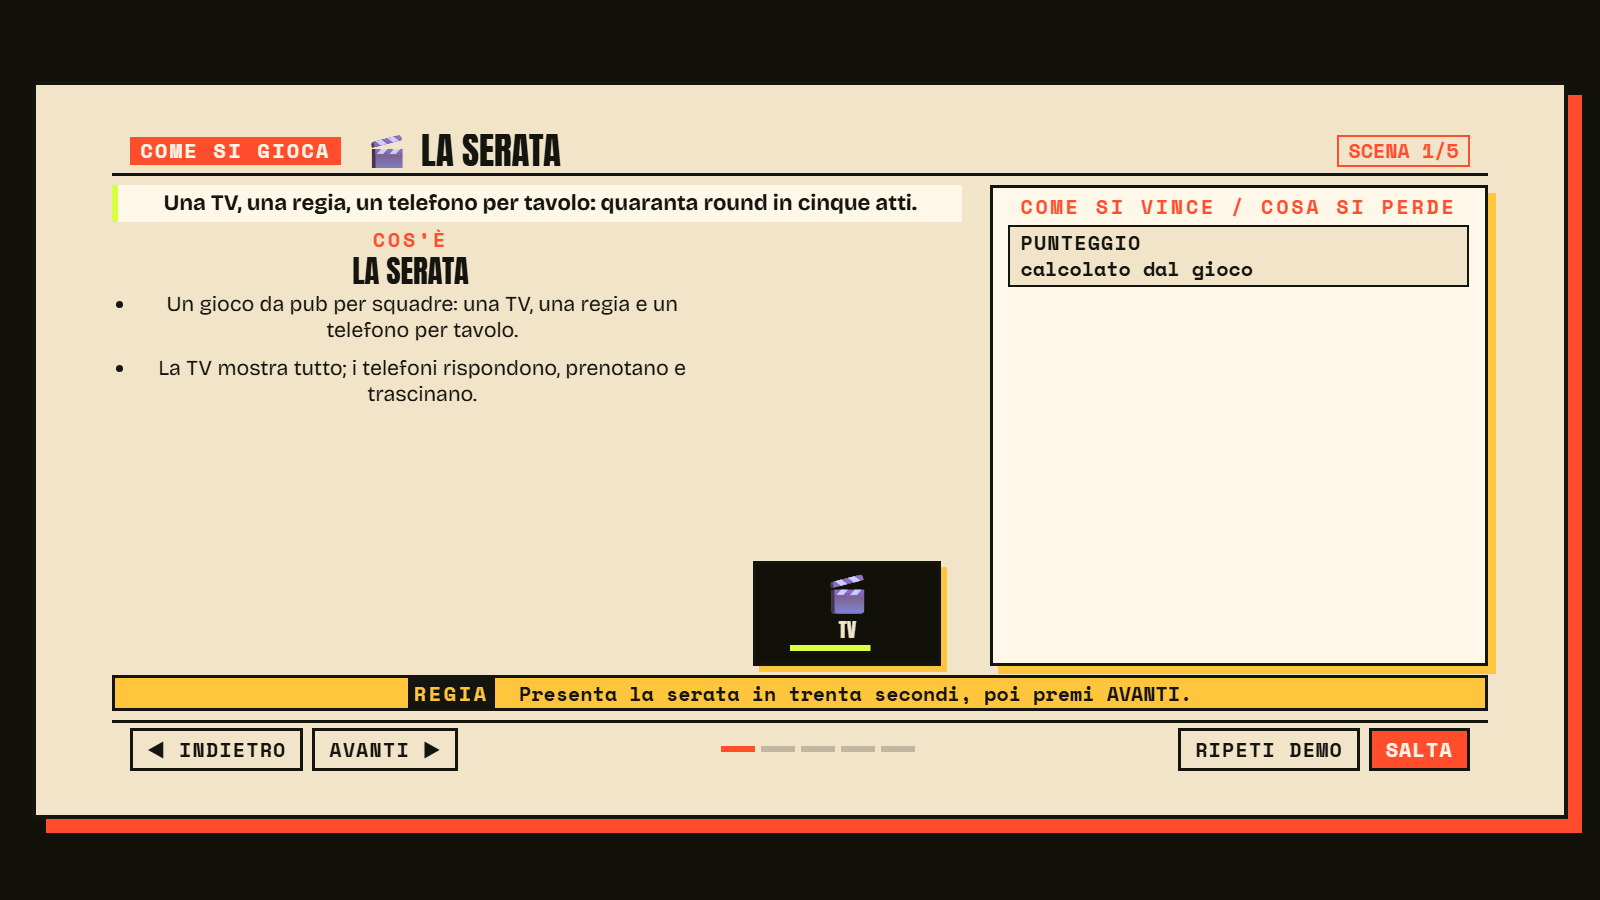 COME SI GIOCA
LA SERATA
SCENA 1/5
Una TV, una regia, un telefono per tavolo: quaranta round in cinque atti.
COS'È
LA SERATA
• Un gioco da pub per squadre: una TV, una regia e un
telefono per tavolo.
• La TV mostra tutto; i telefoni rispondono, prenotano e
trascinano.
TV
COME SI VINCE / COSA SI PERDE
PUNTEGGIO
calcolato dal gioco
REGIA Presenta la serata in trenta secondi, poi premi AVANTI.
◀ INDIETRO
AVANTI ▶
RIPETI DEMO
SALTA